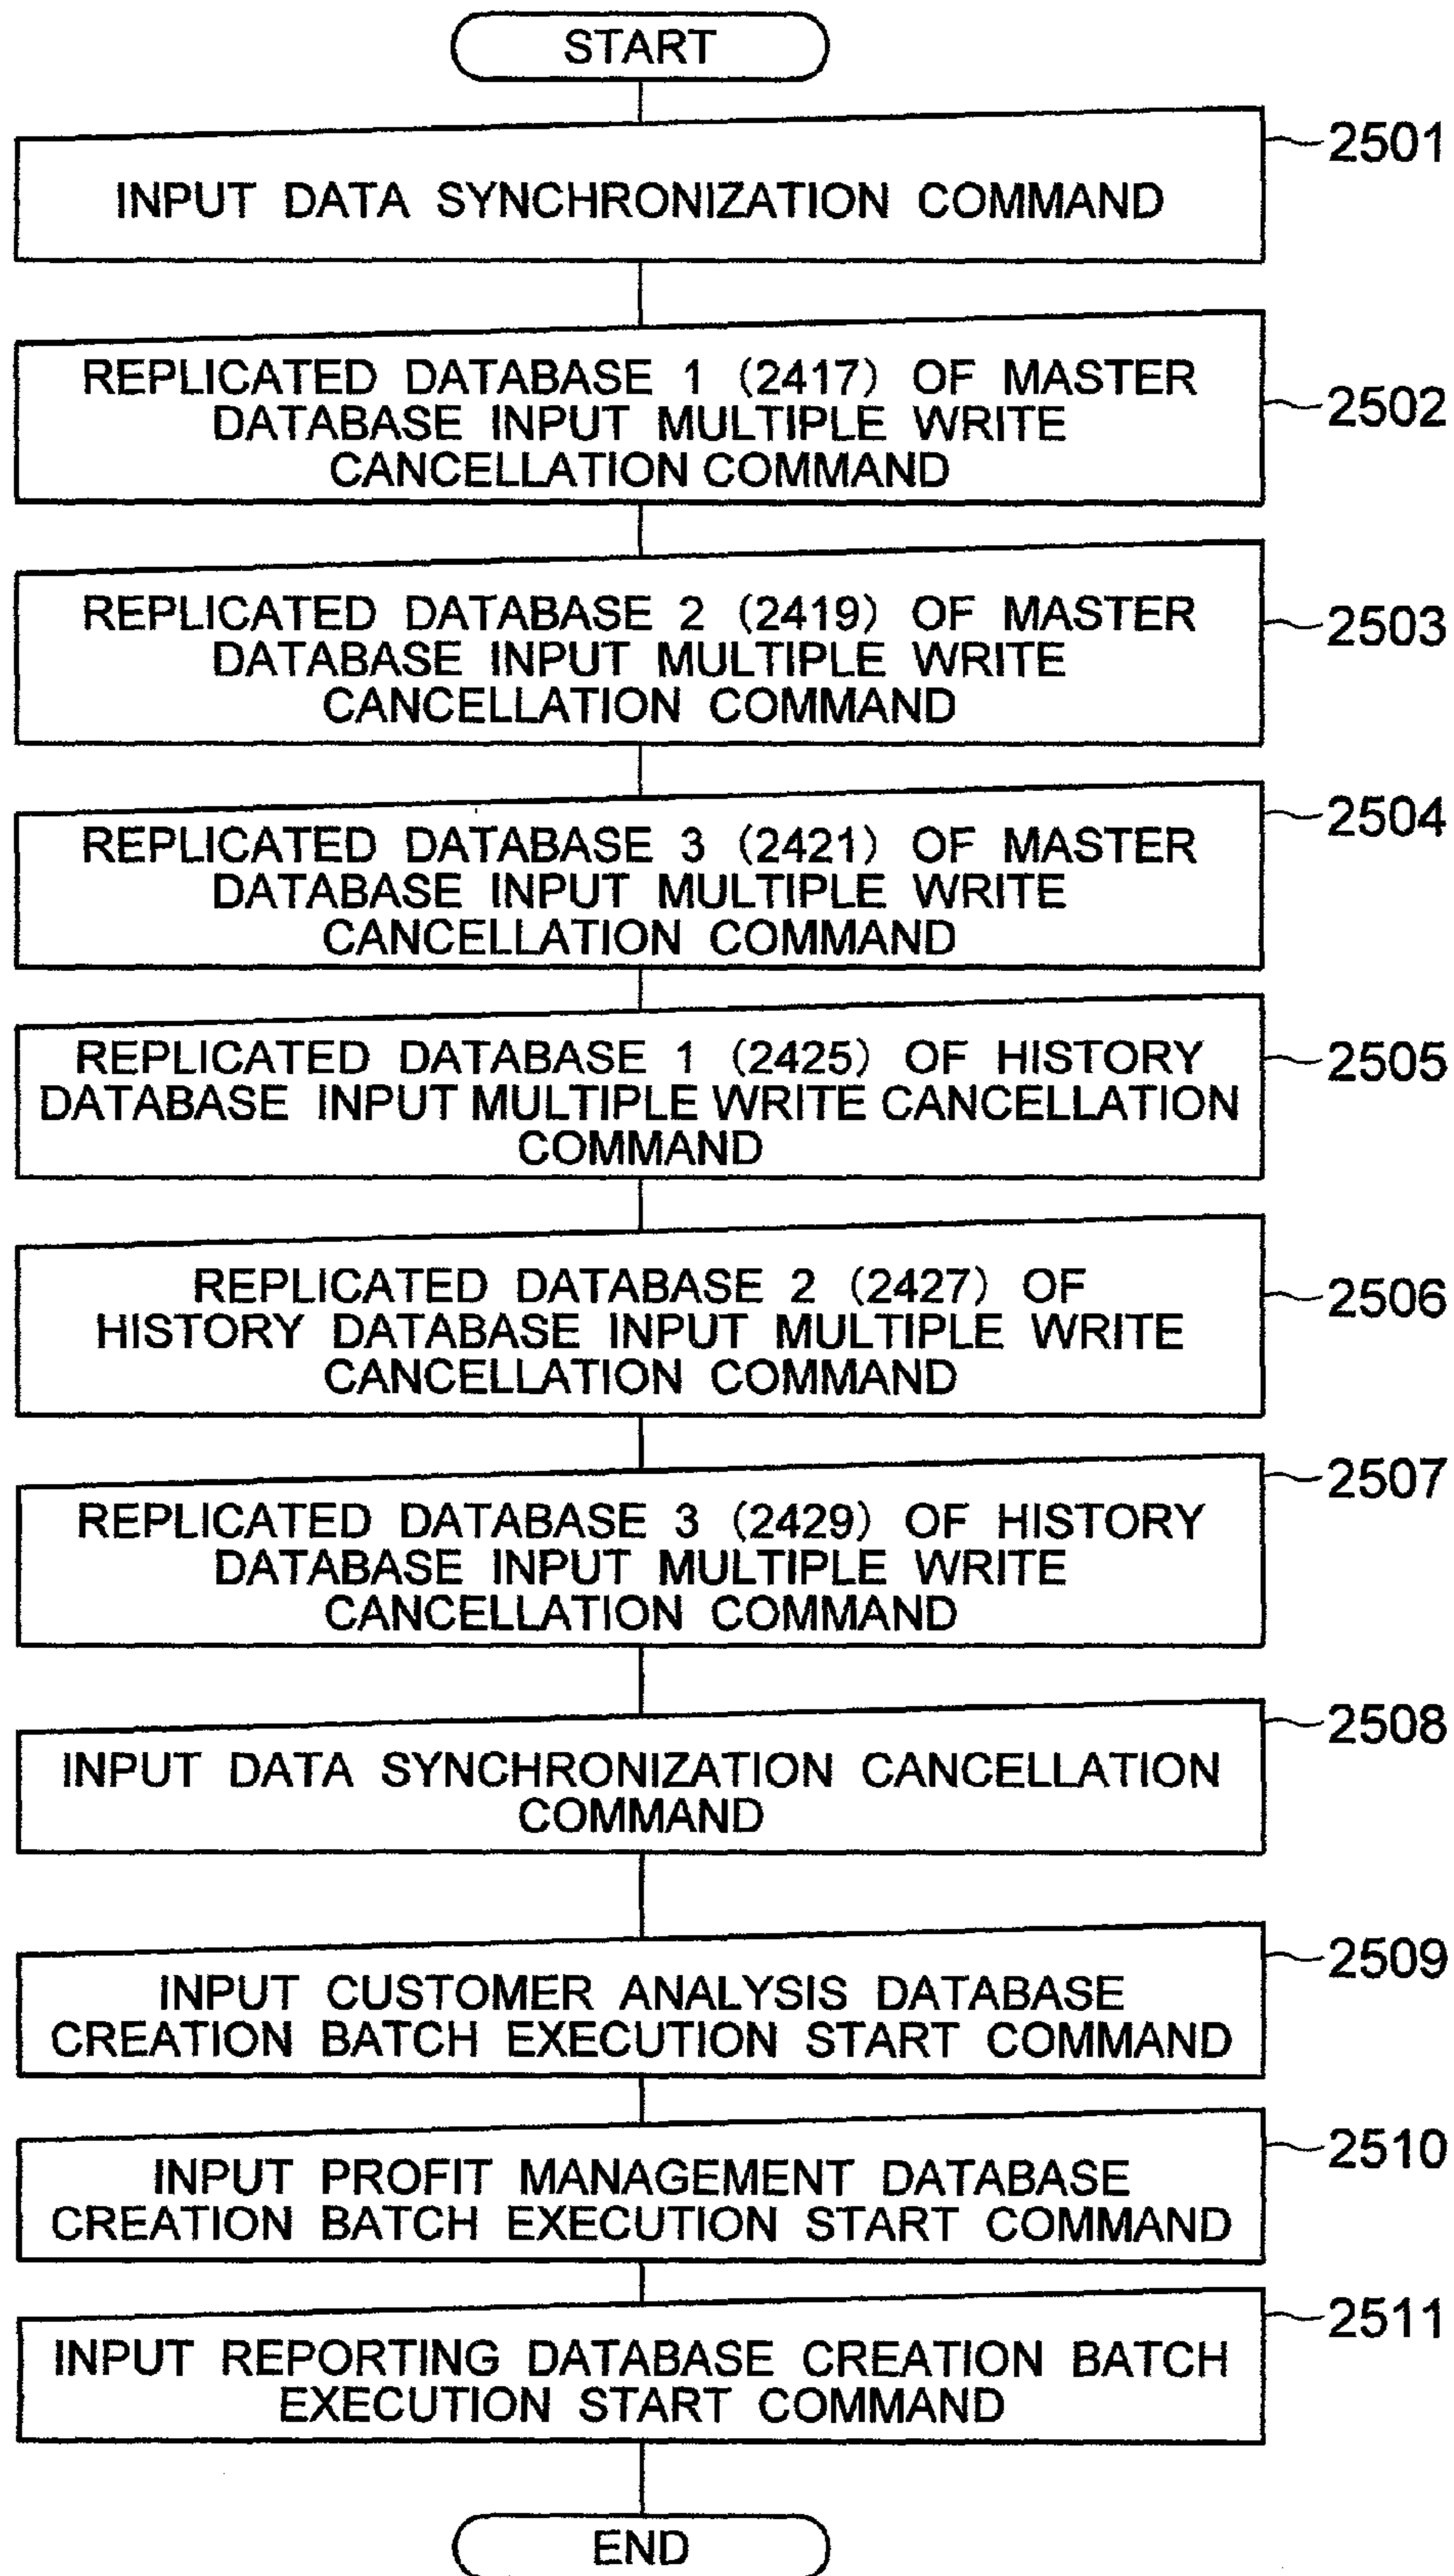 START
2501
INPUT DATA SYNCHRONIZATION COMMAND
REPLICATED DATABASE 1 (2417) OF MASTER
DATABASE INPUT MULTIPLE WRITE
CANCELLATION COMMAND
2502
REPLICATED DATABASE 2 (2419) OF MASTER
DATABASE INPUT MULTIPLE WRITE
CANCELLATION COMMAND
2503
REPLICATED DATABASE 3 (2421) OF MASTER
DATABASE INPUT MULTIPLE WRITE
CANCELLATION COMMAND
2504
REPLICATED DATABASE 1 (2425) OF HISTORY
DATABASE INPUT MULTIPLE WRITE CANCELLATION
COMMAND
2505
REPLICATED DATABASE 2 (2427) OF
HISTORY DATABASE INPUT MULTIPLE WRITE
CANCELLATION COMMAND
2506
REPLICATED DATABASE 3 (2429) OF HISTORY
DATABASE INPUT MULTIPLE WRITE
CANCELLATION COMMAND
2507
INPUT DATA SYNCHRONIZATION CANCELLATION
COMMAND
2508
INPUT CUSTOMER ANALYSIS DATABASE
CREATION BATCH EXECUTION START COMMAND
2509
INPUT PROFIT MANAGEMENT DATABASE
CREATION BATCH EXECUTION START COMMAND
2510
INPUT REPORTING DATABASE CREATION BATCH
EXECUTION START COMMAND
2511
END